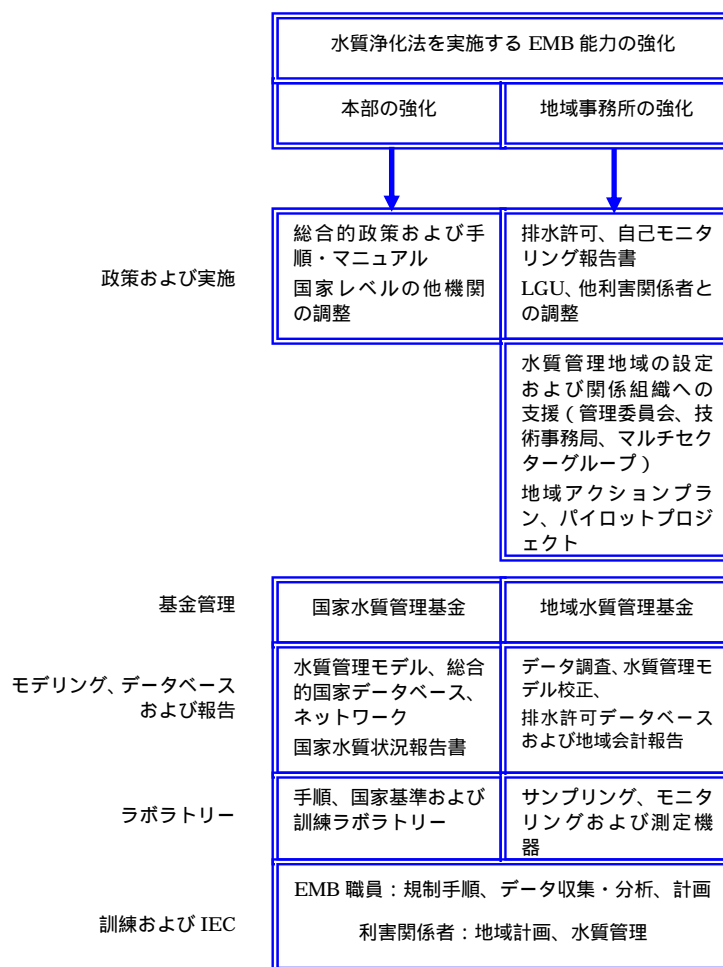 水質浄化法を実施する EMB 能力の強化
本部の強化
地域事務所の強化
政策および実施
総合的政策および手
順・マニュアル
国家レベルの他機関
の調整
排水許可、自己モニタ
リング報告書
LGU、他利害関係者と
の調整
水質管理地域の設定
および関係組織への
支援（管理委員会、技
術事務局、マルチセク
ターグループ）
地域アクションプラ
ン、パイロットプロジ
ェクト
基金管理
国家水質管理基金
地域水質管理基金
モデリング、データベース
および報告
水質管理モデル、総合
的国家データベース、
ネットワーク
国家水質状況報告書
データ調査、水質管理モ
デル校正、
排水許可データベース
および地域会計報告
ラボラトリー
手順、国家基準および
訓練ラボラトリー
サンプリング、モニタ
リングおよび測定機
器
訓練および IEC
EMB 職員：規制手順、データ収集・分析、計画
利害関係者：地域計画、水質管理